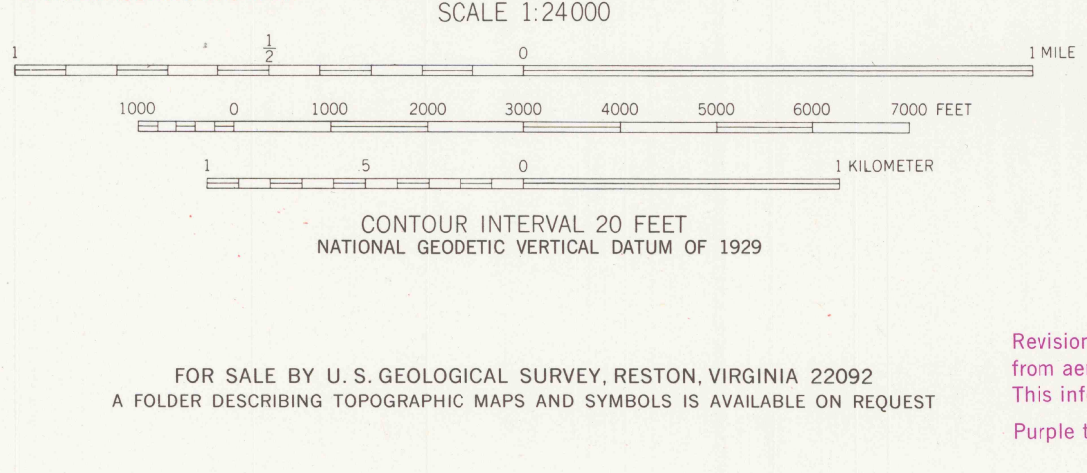 SCALE 1:24000
1 1/2 0 1 MILE
1000 0 1000 2000 3000 4000 5000 6000 7000 FEET
1 .5 0 1 KILOMETER
CONTOUR INTERVAL 20 FEET
NATIONAL GEODETIC VERTICAL DATUM OF 1929
FOR SALE BY U. S. GEOLOGICAL SURVEY, RESTON, VIRGINIA 22092
A FOLDER DESCRIBING TOPOGRAPHIC MAPS AND SYMBOLS IS AVAILABLE ON REQUEST
Revision
from aer
This inf
Purple t